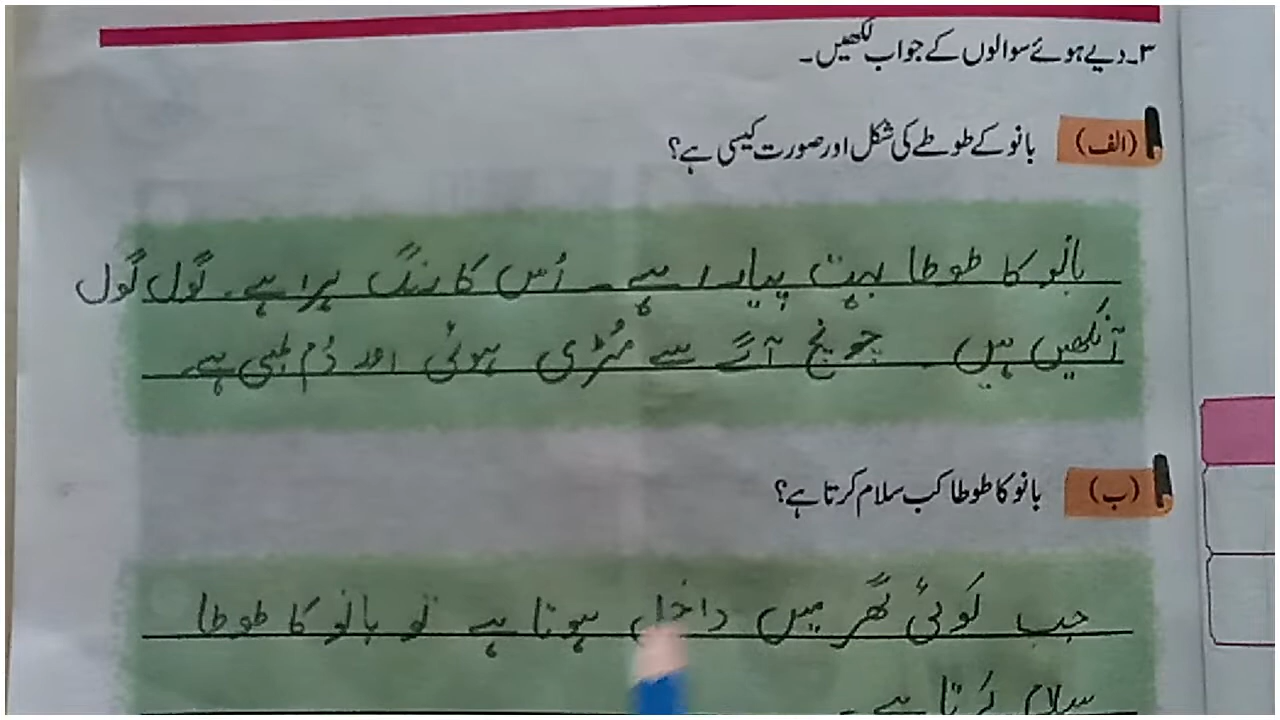 ۳۔ دیے ہوئے سوالوں کے جواب لکھیں۔
(الف) بانو کے طوطے کی شکل اور صورت کیسی ہے؟
بانو کا طوطا بہت پیارا ہے۔ اُس کا رنگ ہرا ہے۔ گول گول
آنکھیں ہیں۔ چونچ آگے سے مُڑی ہوئی اور دُم لمبی ہے۔
(ب) بانو کا طوطا کب سلام کرتا ہے؟
جب کوئی گھر میں داخل ہوتا ہے تو بانو کا طوطا
سلام کرتا ہے۔